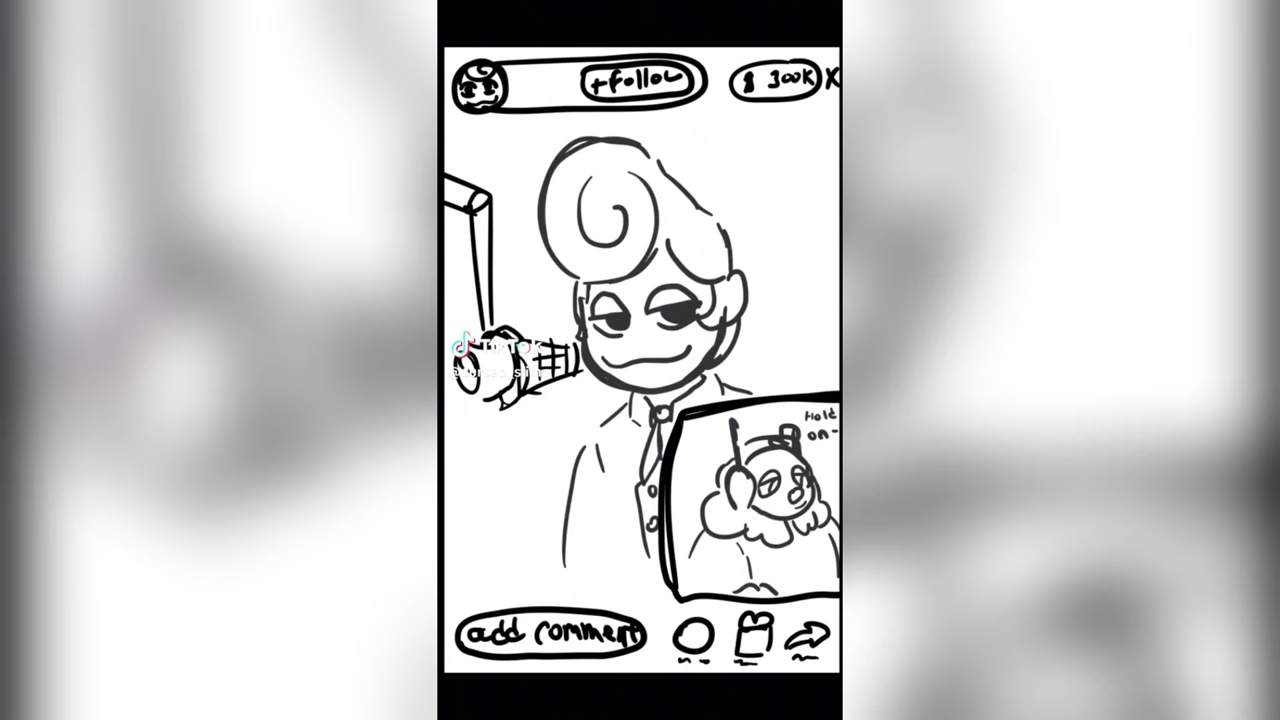 +follow
$ 300K X
TikTok
Hold
on-
add comment